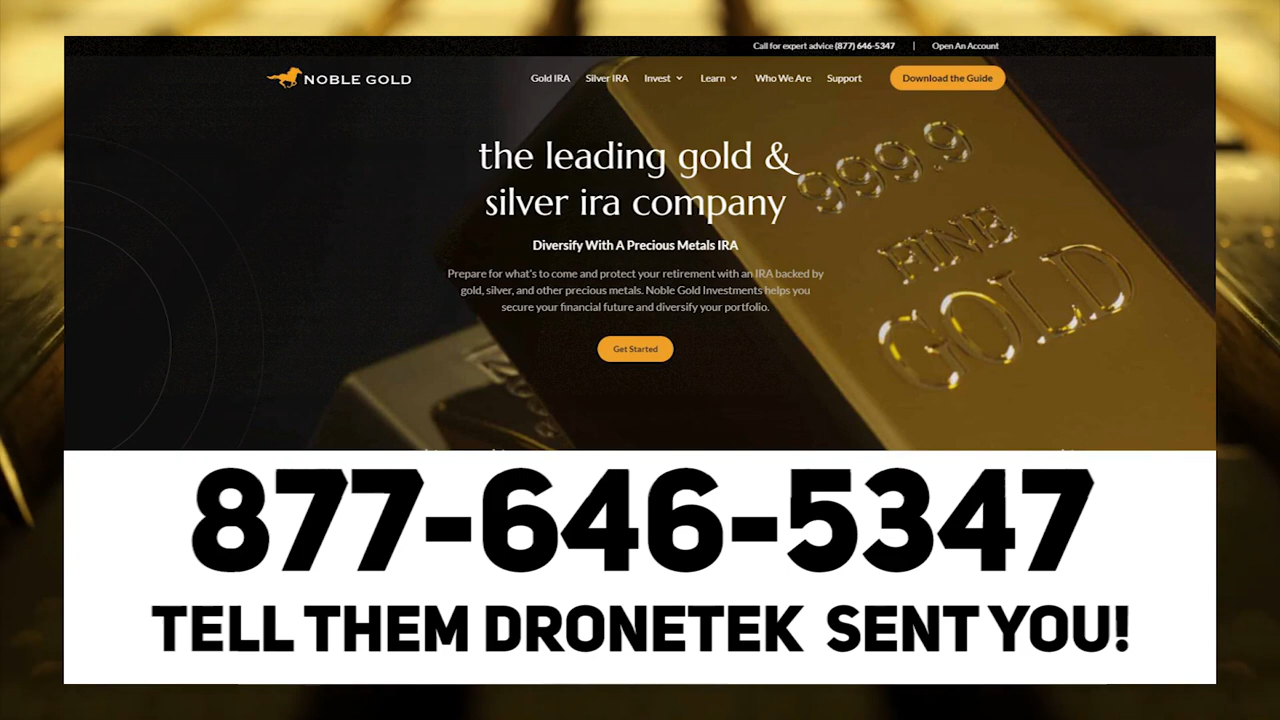 Call for expert advice (877) 646-5347 | Open An Account
NOBLE GOLD
Gold IRA Silver IRA Invest Learn Who We Are Support Download the Guide
the leading gold &
silver ira company
Diversify With A Precious Metals IRA
Prepare for what's to come and protect your retirement with an IRA backed by
gold, silver, and other precious metals. Noble Gold Investments helps you
secure your financial future and diversify your portfolio.
Get Started
999.9
FINE
GOLD
877-646-5347
TELL THEM DRONETEK SENT YOU!